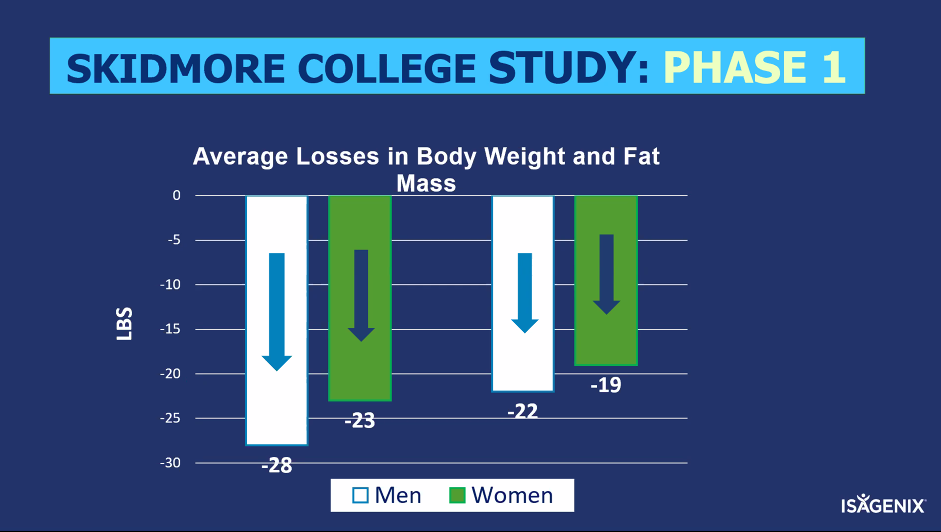 SKIDMORE COLLEGE STUDY: PHASE 1
Average Losses in Body Weight and Fat
Mass
0
-5
-10
-15
-20
-25
-30
LBS
-28
-23
-22
-19
Men
Women
ISAGENIX